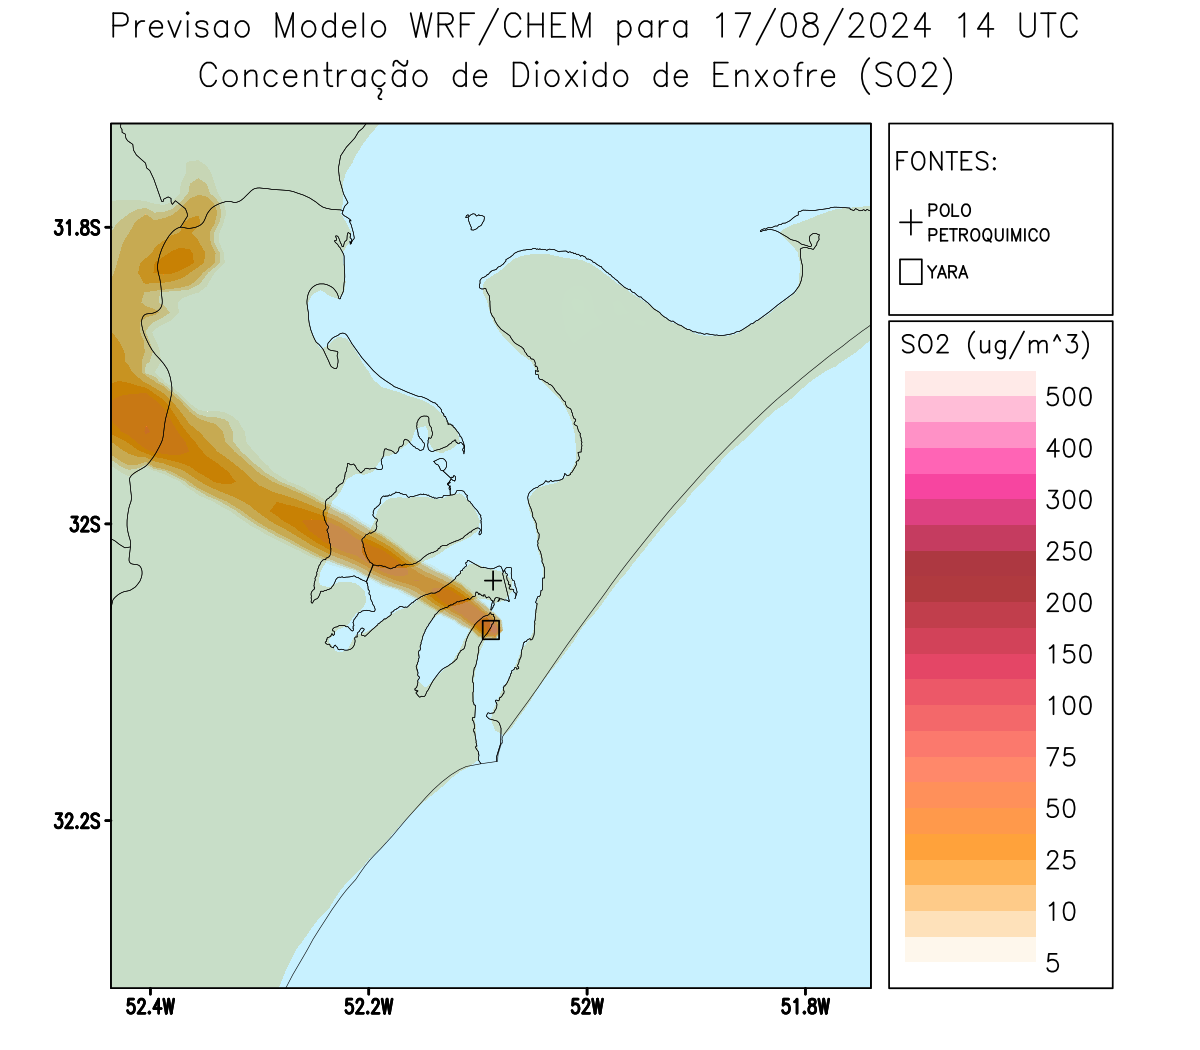 Previsao Modelo WRF/CHEM para 17/08/2024 14 UTC
Concentração de Dioxido de Enxofre (SO2)
FONTES:
POLO
PETROQUIMICO
YARA
SO2 (ug/m^3)
500
400
300
250
200
150
100
75
50
25
10
5
31.8S
32S
32.2S
52.4W
52.2W
52W
51.8W